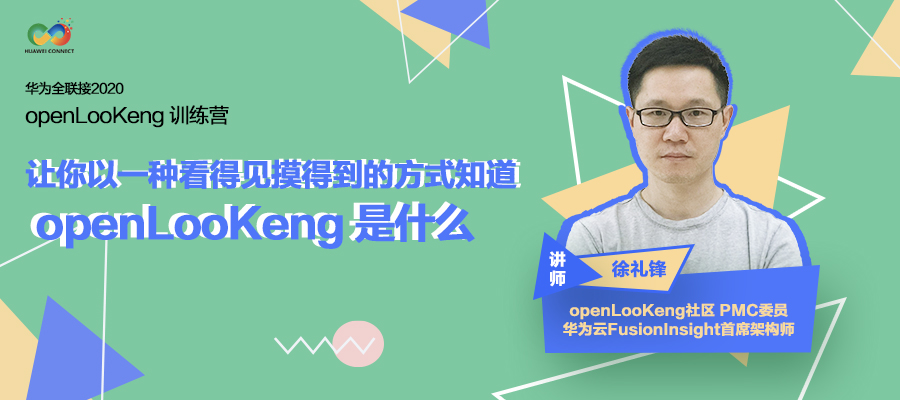 HUAWEI CONNECT
华为全联接2020
openLooKeng 训练营
让你以一种看得见摸得到的方式知道
openLooKeng 是什么
讲师
徐礼锋
openLooKeng社区 PMC委员
华为云FusionInsight首席架构师